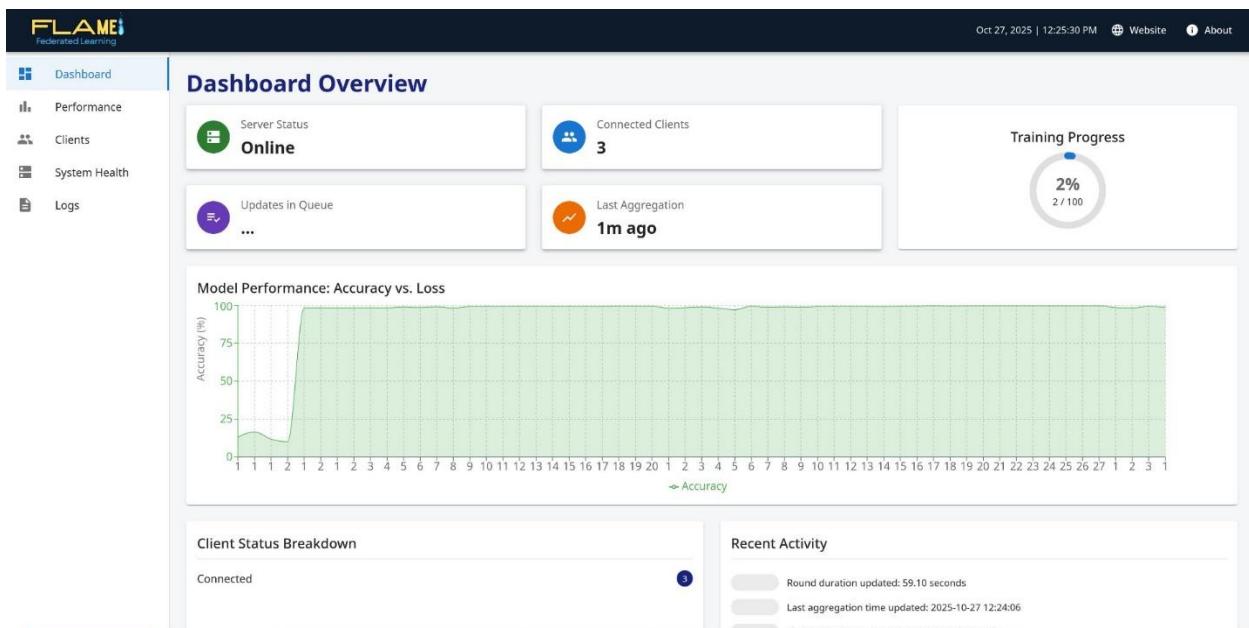 FLAME
Federated Learning
Oct 27, 2025 | 12:25:30 PM
Website
About
Dashboard
Performance
Clients
System Health
Logs
Dashboard Overview
Server Status
Online
Connected Clients
3
Updates in Queue
...
Last Aggregation
1m ago
Training Progress
2%
2 / 100
Model Performance: Accuracy vs. Loss
Accuracy (%)
100
75
50
25
0
1 1 1 2 1 2 1 2 3 4 5 6 7 8 9 10 11 12 13 14 15 16 17 18 19 20 1 2 3 4 5 6 7 8 9 10 11 12 13 14 15 16 17 18 19 20 21 22 23 24 25 26 27 1 2 3 1
Accuracy
Client Status Breakdown
Connected
3
Recent Activity
Round duration updated: 59.10 seconds
Last aggregation time updated: 2025-10-27 12:24:06